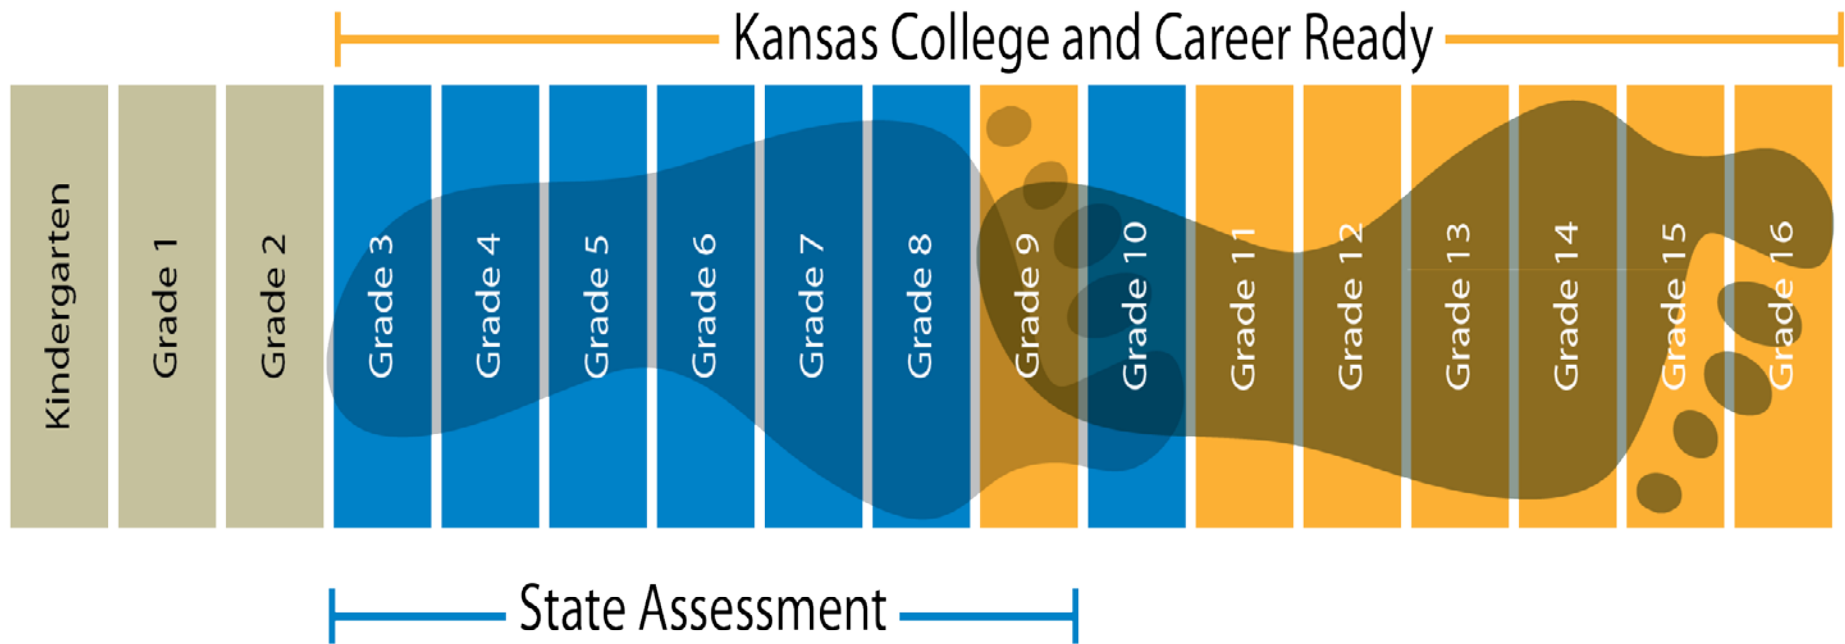 Kansas College and Career Ready
Kindergarten
Grade 1
Grade 2
Grade 3
Grade 4
Grade 5
Grade 6
Grade 7
Grade 8
Grade 9
Grade 10
Grade 11
Grade 12
Grade 13
Grade 14
Grade 15
Grade 16
State Assessment